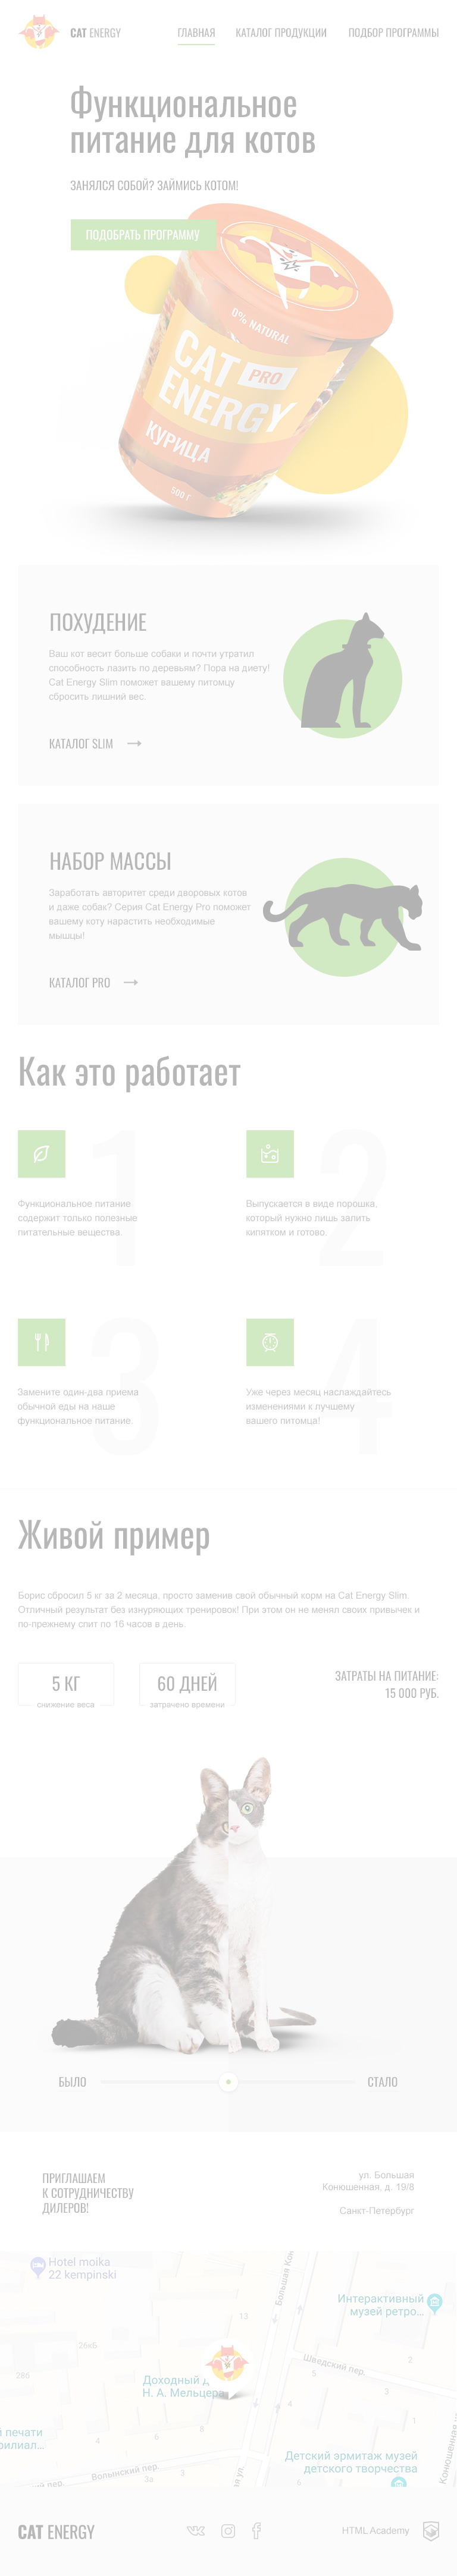 CAT ENERGY
ГЛАВНАЯ
КАТАЛОГ ПРОДУКЦИИ
ПОДБОР ПРОГРАММЫ
Функциональное
питание для котов
ЗАНЯЛСЯ СОБОЙ? ЗАЙМИСЬ КОТОМ!
ПОДОБРАТЬ ПРОГРАММУ
0% NATURAL
CAT PRO
ENERGY
КУРИЦА
500 Г
ПОХУДЕНИЕ
Ваш кот весит больше собаки и почти утратил
способность лазить по деревьям? Пора на диету!
Cat Energy Slim поможет вашему питомцу
сбросить лишний вес.
КАТАЛОГ SLIM
НАБОР МАССЫ
Заработать авторитет среди дворовых котов
и даже собак? Серия Cat Energy Pro поможет
вашему коту нарастить необходимые
мышцы!
КАТАЛОГ PRO
Как это работает
1
Функциональное питание
содержит только полезные
питательные вещества.
2
Выпускается в виде порошка,
который нужно лишь залить
кипятком и готово.
3
Замените один-два приема
обычной еды на наше
функциональное питание.
4
Уже через месяц наслаждайтесь
изменениями к лучшему
вашего питомца!
Живой пример
Борис сбросил 5 кг за 2 месяца, просто заменив свой обычный корм на Cat Energy Slim.
Отличный результат без изнуряющих тренировок! При этом он не менял своих привычек и
по-прежнему спит по 16 часов в день.
5 КГ
снижение веса
60 ДНЕЙ
затрачено времени
ЗАТРАТЫ НА ПИТАНИЕ:
15 000 РУБ.
БЫЛО
СТАЛО
ПРИГЛАШАЕМ
К СОТРУДНИЧЕСТВУ
ДИЛЕРОВ!
ул. Большая
Конюшенная, д. 19/8
Санкт-Петербург
Hotel moika
22 kempinski
Большая Кон
Интерактивный
музей ретро...
13
26кБ
28б
Шведский пер.
2
5
3
Доходный д
Н. А. Мельцера
4
1
8
6
4
печати
филиал...
Волынский пер.
3а
3
Детский эрмитаж музей
детского творчества
Конюшенная
ул.
пер.
6
CAT ENERGY
HTML Academy